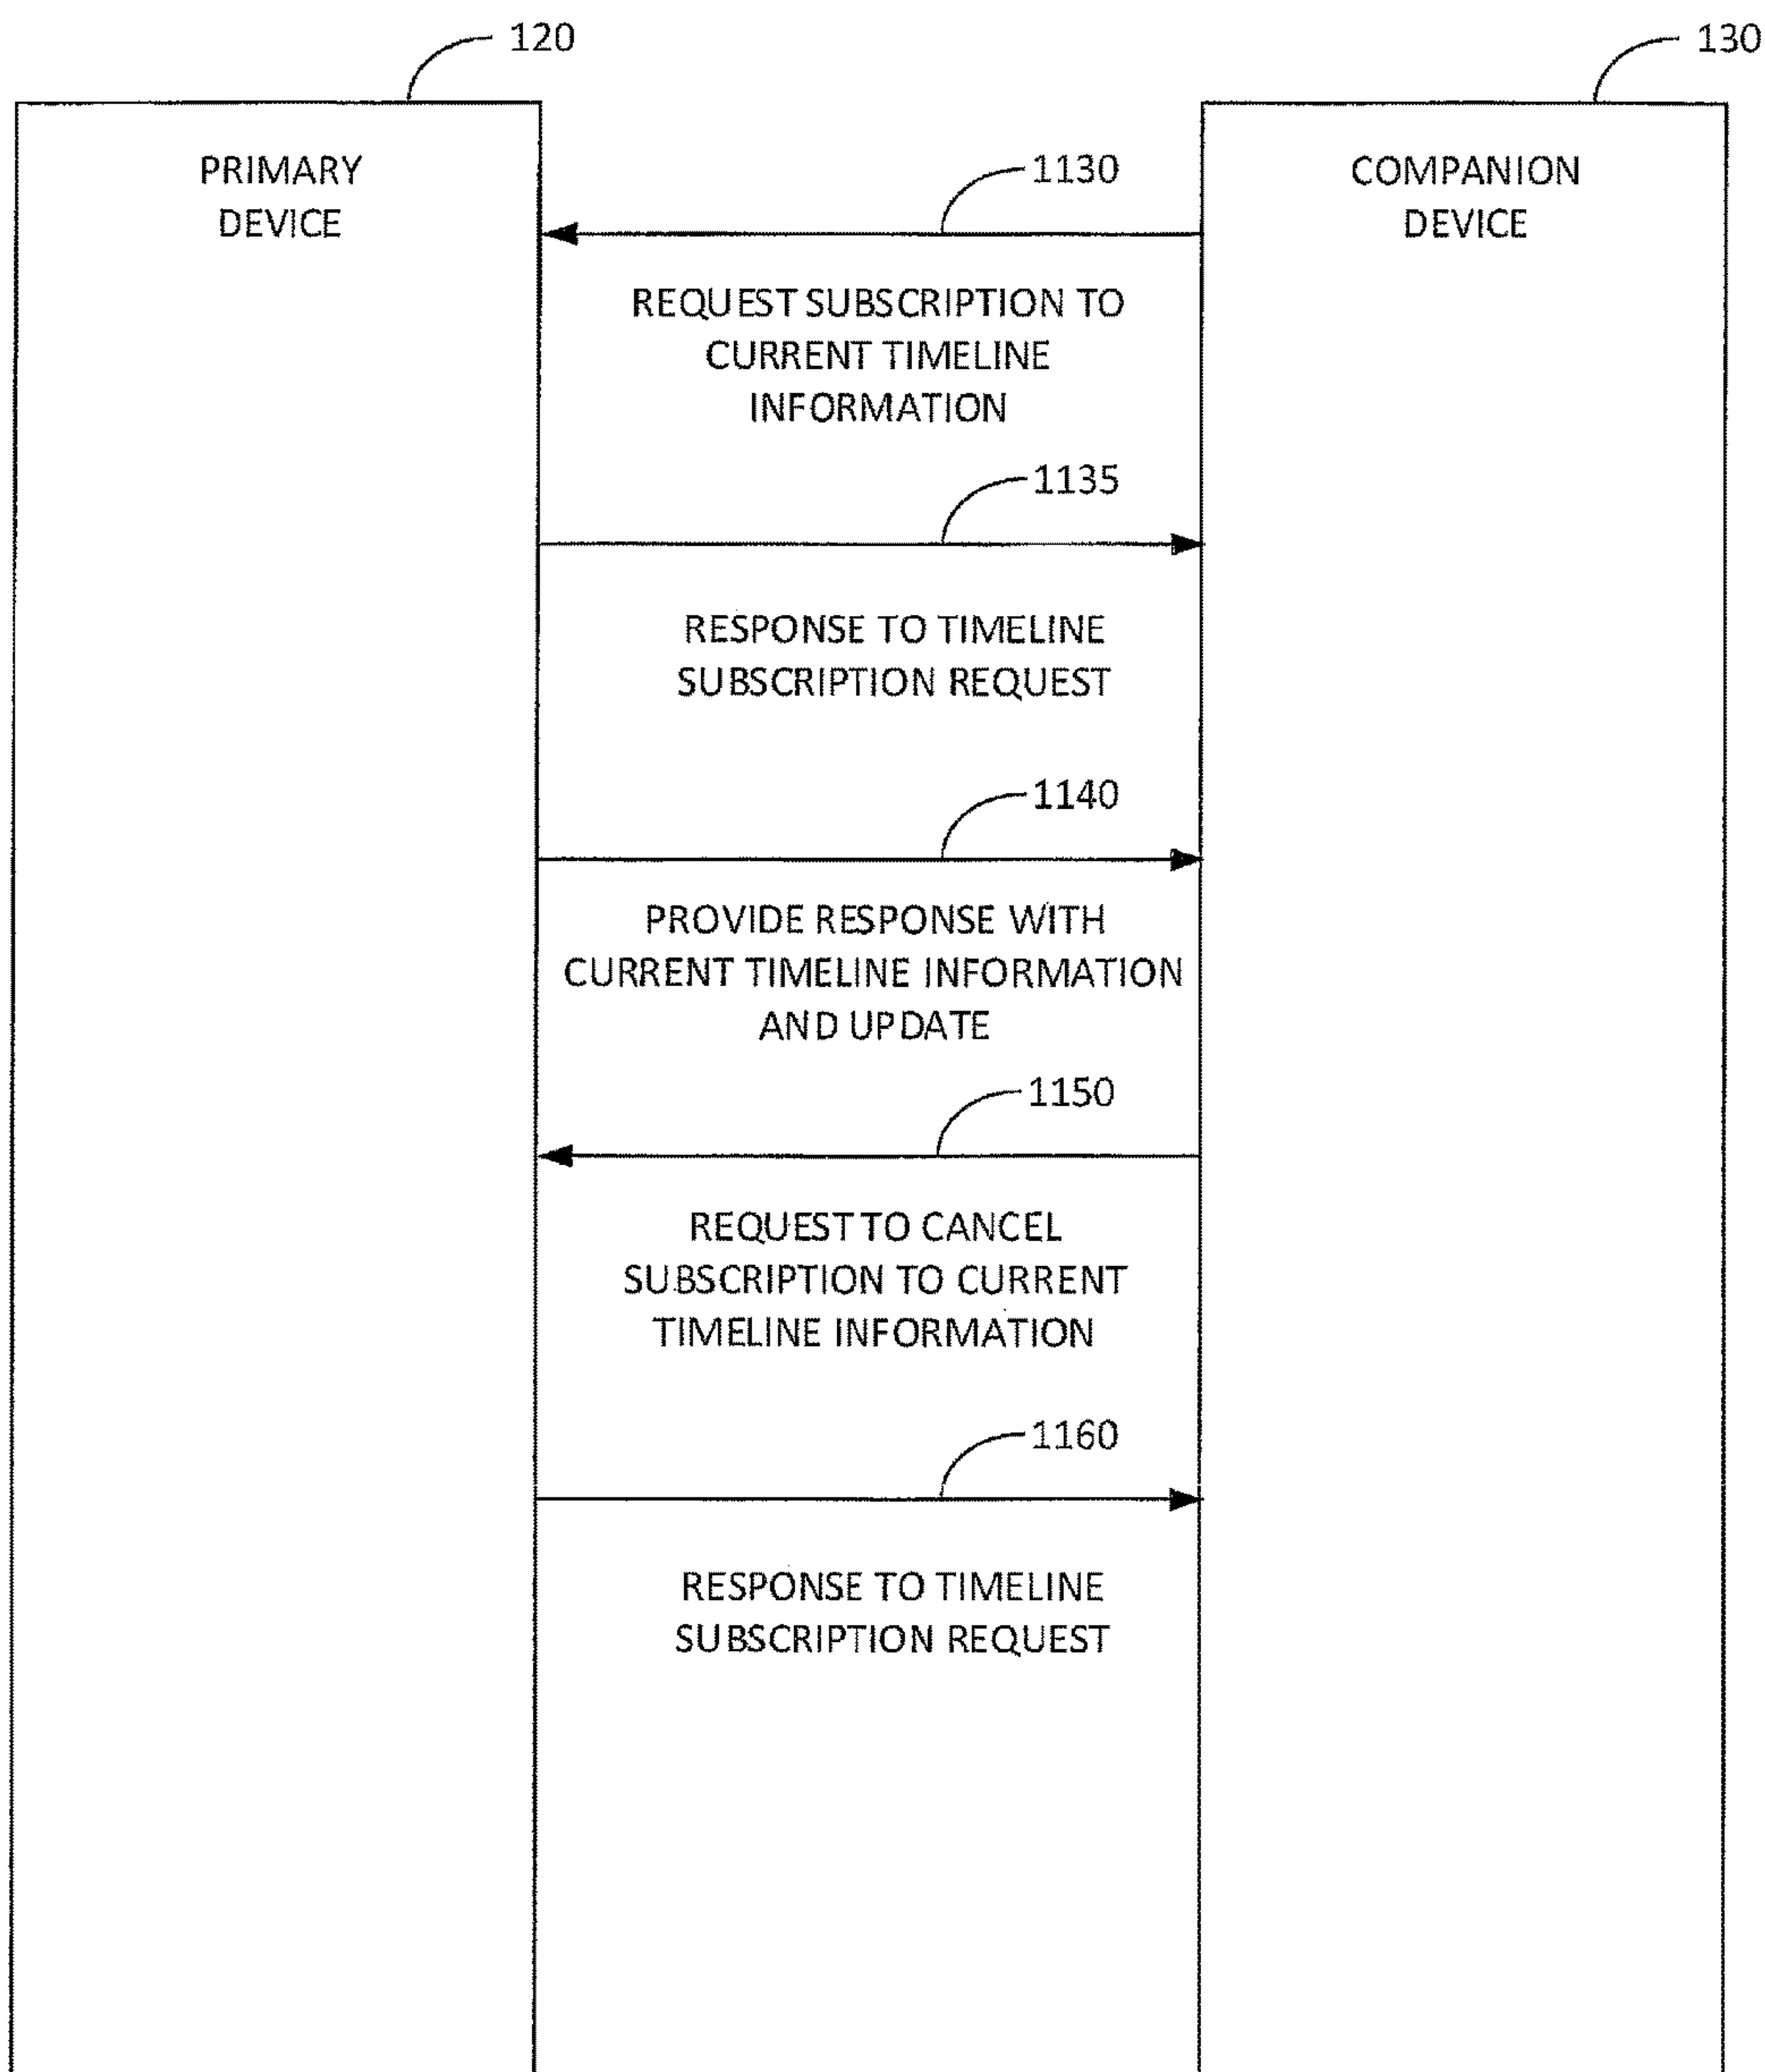 120
130
PRIMARY
DEVICE
COMPANION
DEVICE
1130
REQUEST SUBSCRIPTION TO
CURRENT TIMELINE
INFORMATION
1135
RESPONSE TO TIMELINE
SUBSCRIPTION REQUEST
1140
PROVIDE RESPONSE WITH
CURRENT TIMELINE INFORMATION
AND UPDATE
1150
REQUEST TO CANCEL
SUBSCRIPTION TO CURRENT
TIMELINE INFORMATION
1160
RESPONSE TO TIMELINE
SUBSCRIPTION REQUEST